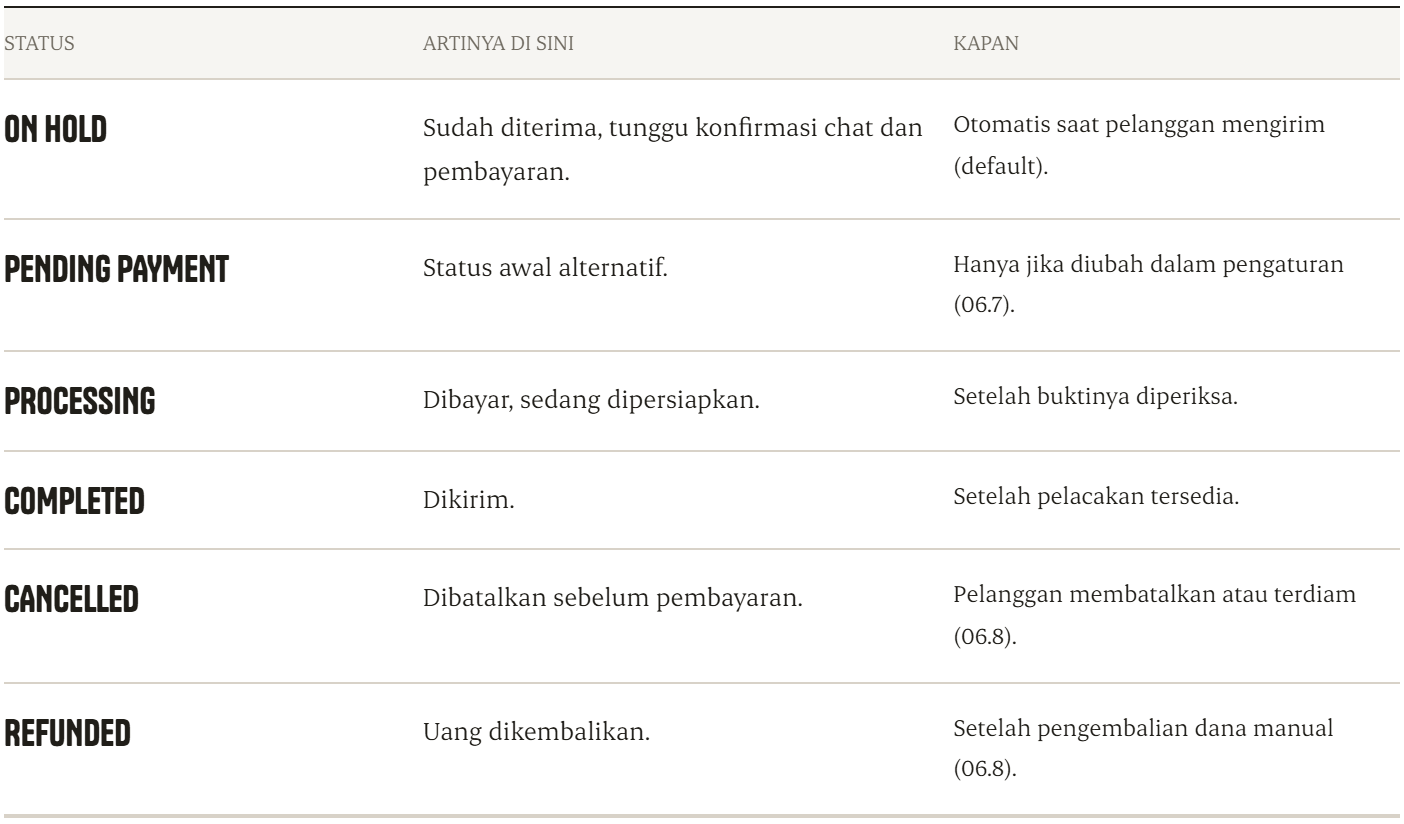 STATUS
ARTINYA DI SINI
KAPAN
ON HOLD
Sudah diterima, tunggu konfirmasi chat dan
pembayaran.
Otomatis saat pelanggan mengirim
(default).
PENDING PAYMENT
Status awal alternatif.
Hanya jika diubah dalam pengaturan
(06.7).
PROCESSING
Dibayar, sedang dipersiapkan.
Setelah buktinya diperiksa.
COMPLETED
Dikirim.
Setelah pelacakan tersedia.
CANCELLED
Dibatalkan sebelum pembayaran.
Pelanggan membatalkan atau terdiam
(06.8).
REFUNDED
Uang dikembalikan.
Setelah pengembalian dana manual
(06.8).